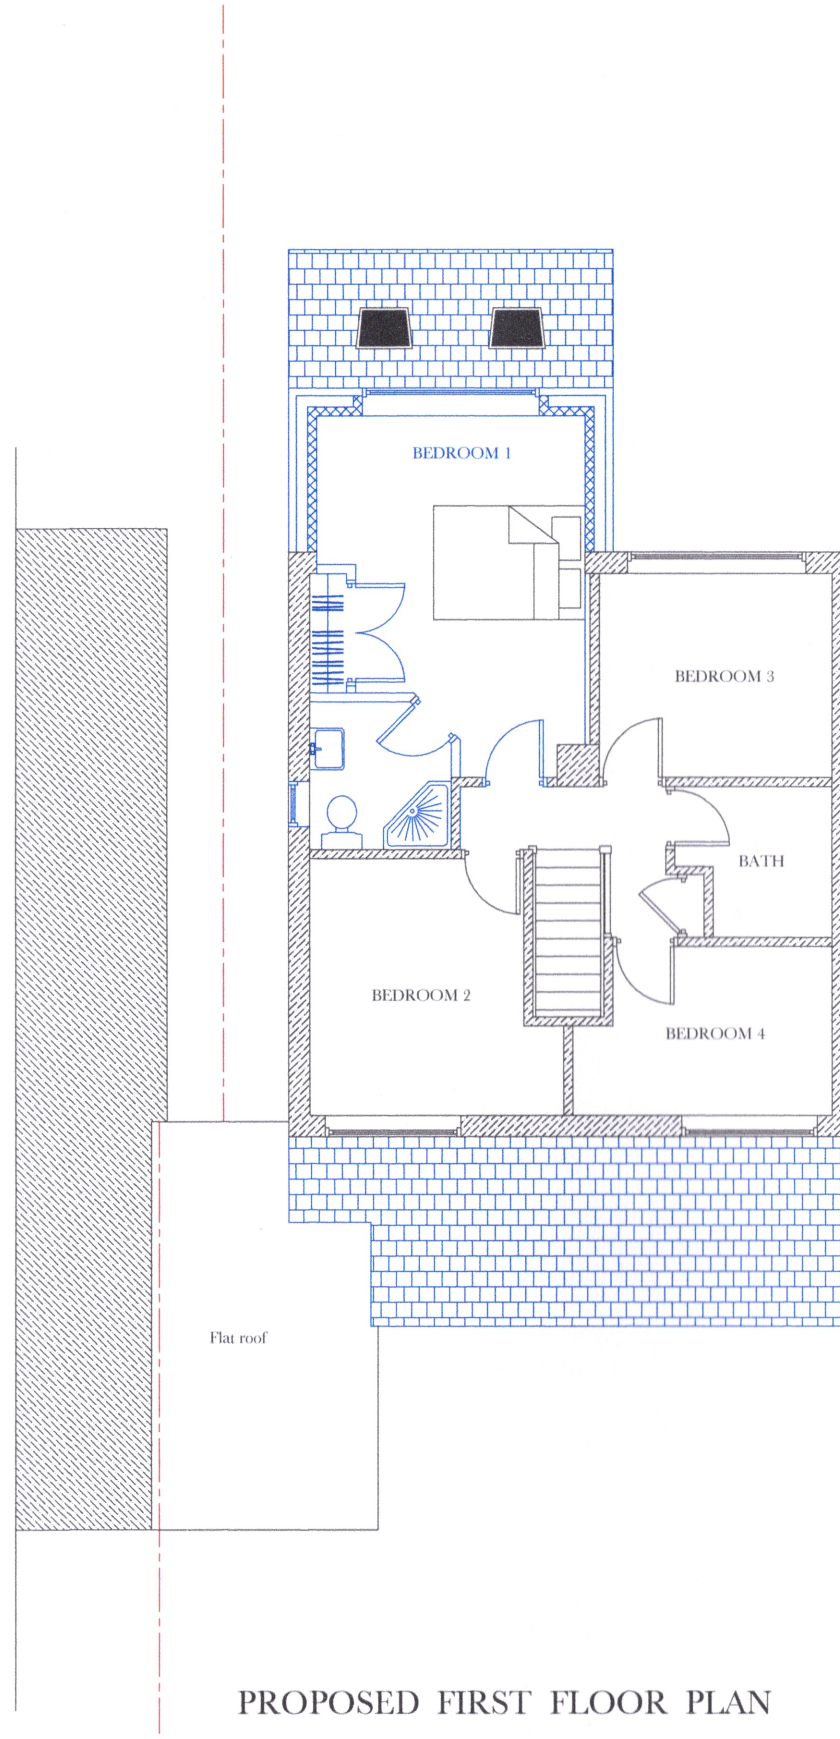 BEDROOM 1
BEDROOM 3
BATH
BEDROOM 2
BEDROOM 4
Flat roof
PROPOSED FIRST FLOOR PLAN